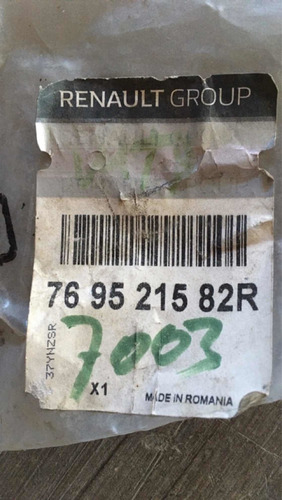 RENAULT GROUP
76 95 215 82R
37YNZSR
7003
X1
MADE IN ROMANIA